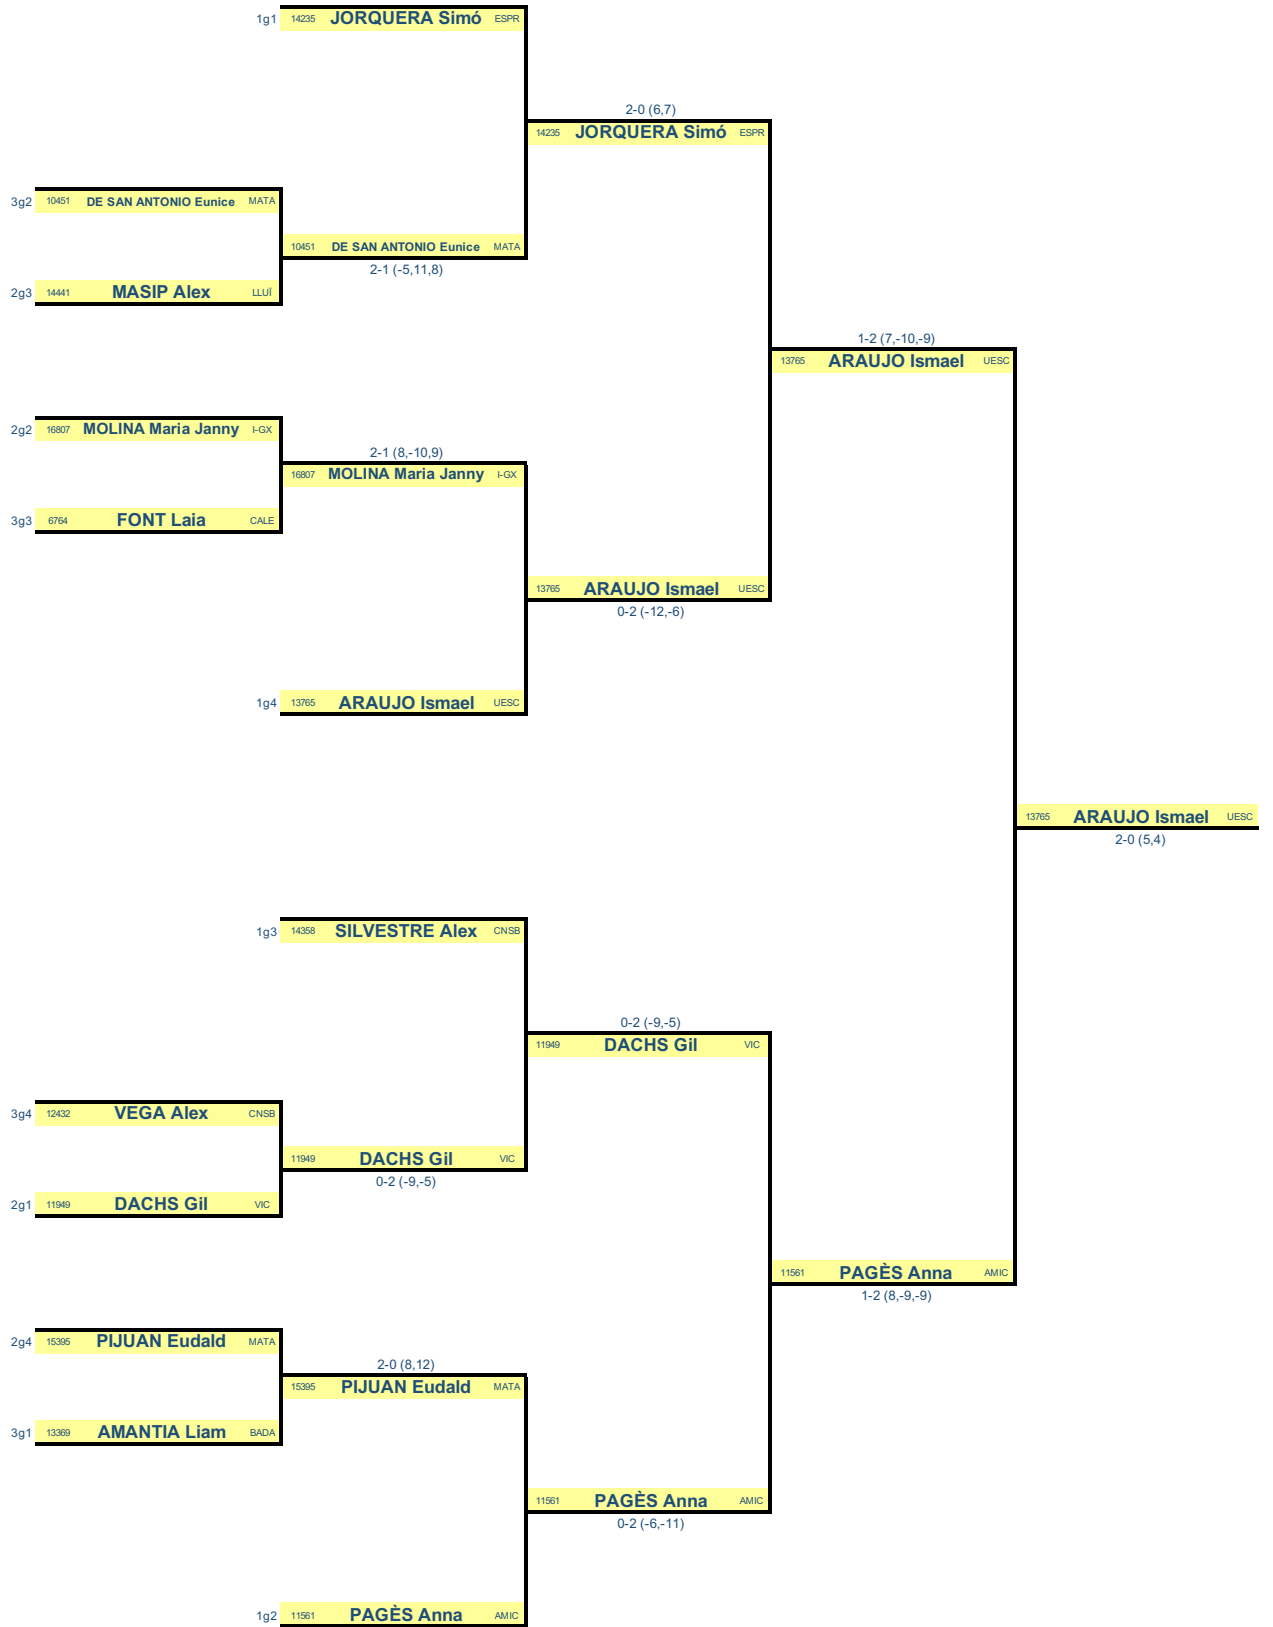 1g1 14235 JORQUERA Simó ESPR
2-0 (6,7)
14235 JORQUERA Simó ESPR
3g2 10451 DE SAN ANTONIO Eunice MATA
10451 DE SAN ANTONIO Eunice MATA
2-1 (-5,11,8)
2g3 14441 MASIP Alex LLUÏ
1-2 (7,-10,-9)
13765 ARAUJO Ismael UESC
2g2 16807 MOLINA Maria Janny I-GX
2-1 (8,-10,9)
16807 MOLINA Maria Janny I-GX
3g3 6764 FONT Laia CALE
13765 ARAUJO Ismael UESC
0-2 (-12,-6)
1g4 13765 ARAUJO Ismael UESC
13765 ARAUJO Ismael UESC
2-0 (5,4)
1g3 14358 SILVESTRE Alex CNSB
0-2 (-9,-5)
11949 DACHS Gil VIC
3g4 12432 VEGA Alex CNSB
11949 DACHS Gil VIC
0-2 (-9,-5)
2g1 11949 DACHS Gil VIC
11561 PAGÈS Anna AMIC
1-2 (8,-9,-9)
2g4 15395 PIJUAN Eudald MATA
2-0 (8,12)
15395 PIJUAN Eudald MATA
3g1 13369 AMANTIA Liam BADA
11561 PAGÈS Anna AMIC
0-2 (-6,-11)
1g2 11561 PAGÈS Anna AMIC